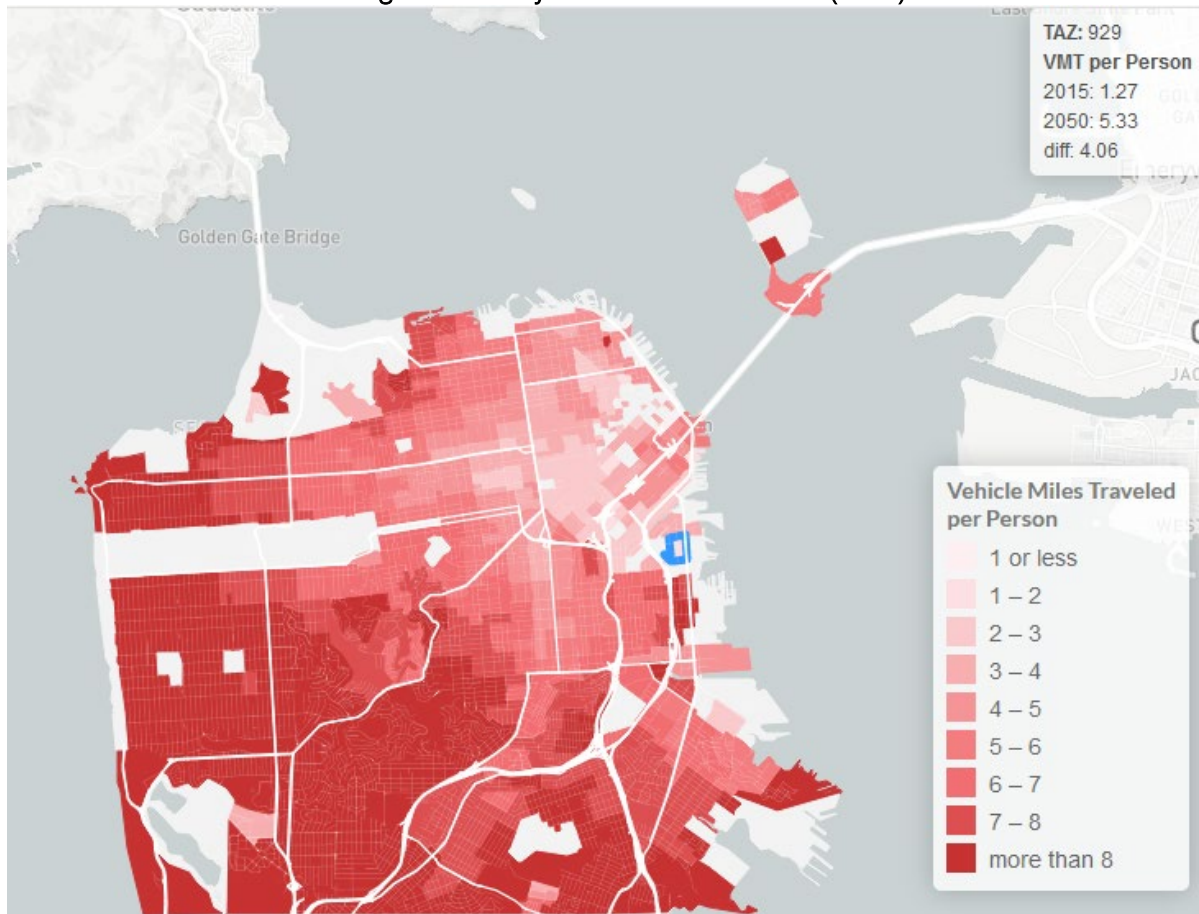 TAZ: 929
VMT per Person
2015: 1.27
2050: 5.33
diff: 4.06
Golden Gate Bridge
Vehicle Miles Traveled
per Person
1 or less
1 – 2
2 – 3
3 – 4
4 – 5
5 – 6
6 – 7
7 – 8
more than 8